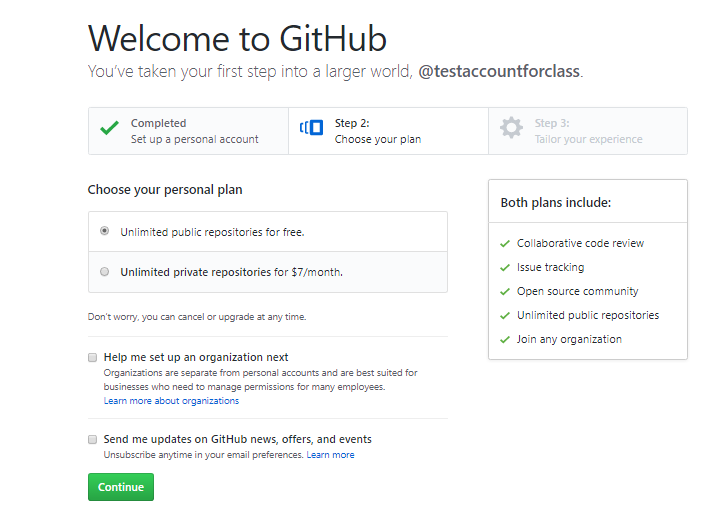 Welcome to GitHub
You've taken your first step into a larger world, @testaccountforclass.
Completed
Set up a personal account
Step 2:
Choose your plan
Step 3:
Tailor your experience
Choose your personal plan
Unlimited public repositories for free.
Unlimited private repositories for $7/month.
Don't worry, you can cancel or upgrade at any time.
Help me set up an organization next
Organizations are separate from personal accounts and are best suited for
businesses who need to manage permissions for many employees.
Learn more about organizations
Send me updates on GitHub news, offers, and events
Unsubscribe anytime in your email preferences. Learn more
Continue
Both plans include:
Collaborative code review
Issue tracking
Open source community
Unlimited public repositories
Join any organization